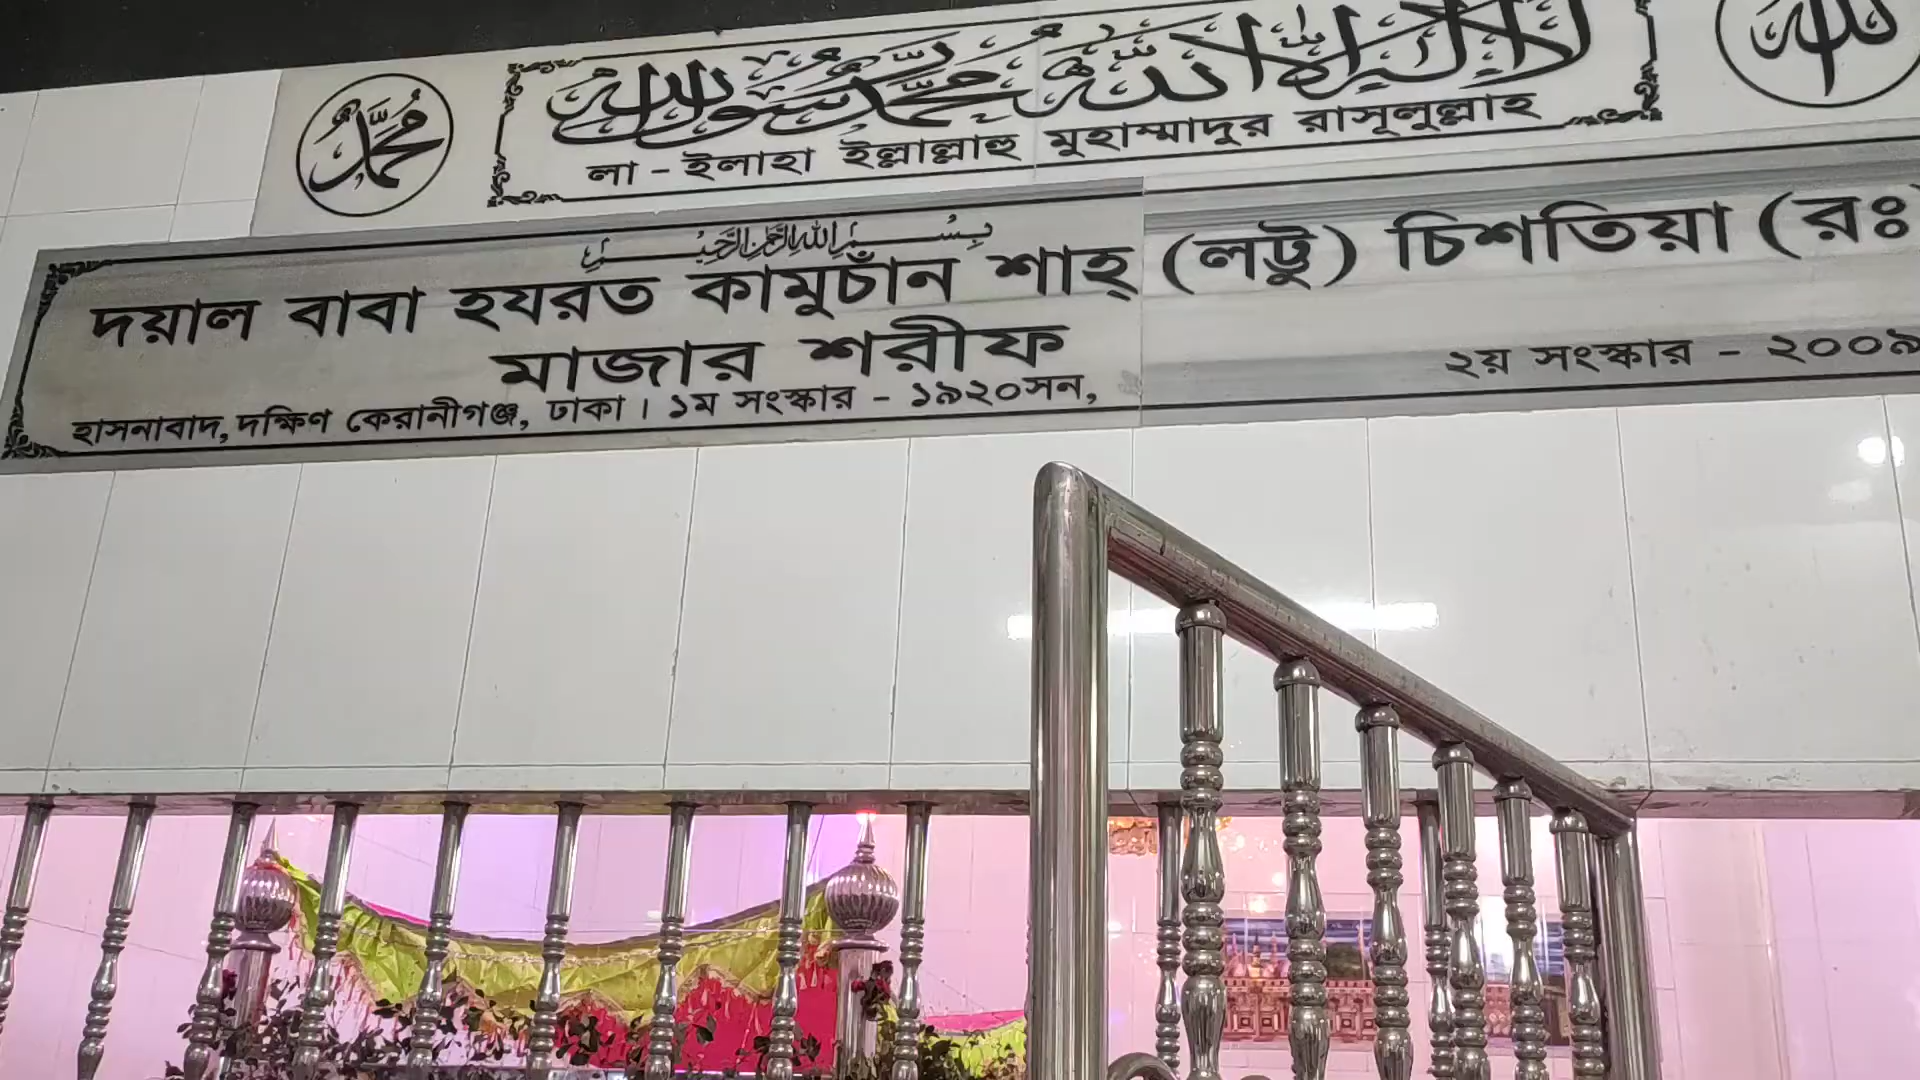 محمد
لا إله إلا الله محمد رسول الله
الله
লা - ইলাহা ইল্লাল্লাহু মুহাম্মাদুর রাসূলুল্লাহ
بسم الله الرحمن الرحيم
দয়াল বাবা হযরত কামুচাঁন শাহ্ (লট্টু) চিশতিয়া (রঃ)
মাজার শরীফ
হাসনাবাদ, দক্ষিণ কেরানীগঞ্জ, ঢাকা। ১ম সংস্কার - ১৯২০সন, ২য় সংস্কার - ২০০৯